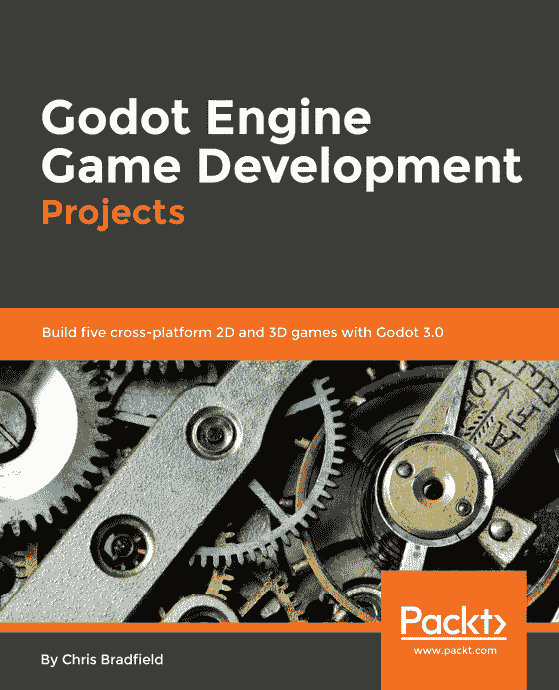 Godot Engine
Game Development
Projects
Build five cross-platform 2D and 3D games with Godot 3.0
Packt>
www.packt.com
By Chris Bradfield